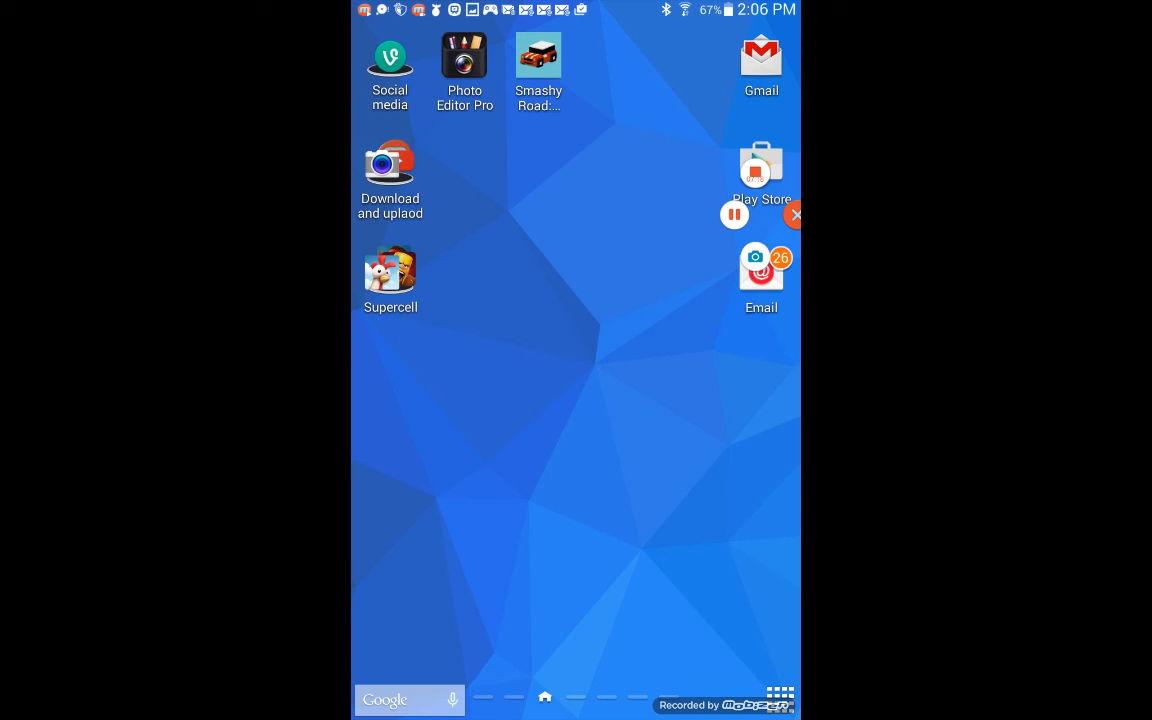 67% 2:06 PM
Social
media
Photo
Editor Pro
Smashy
Road:...
Gmail
Download
and uplaod
Play Store
26
Supercell
Email
Google
Recorded by mobizen